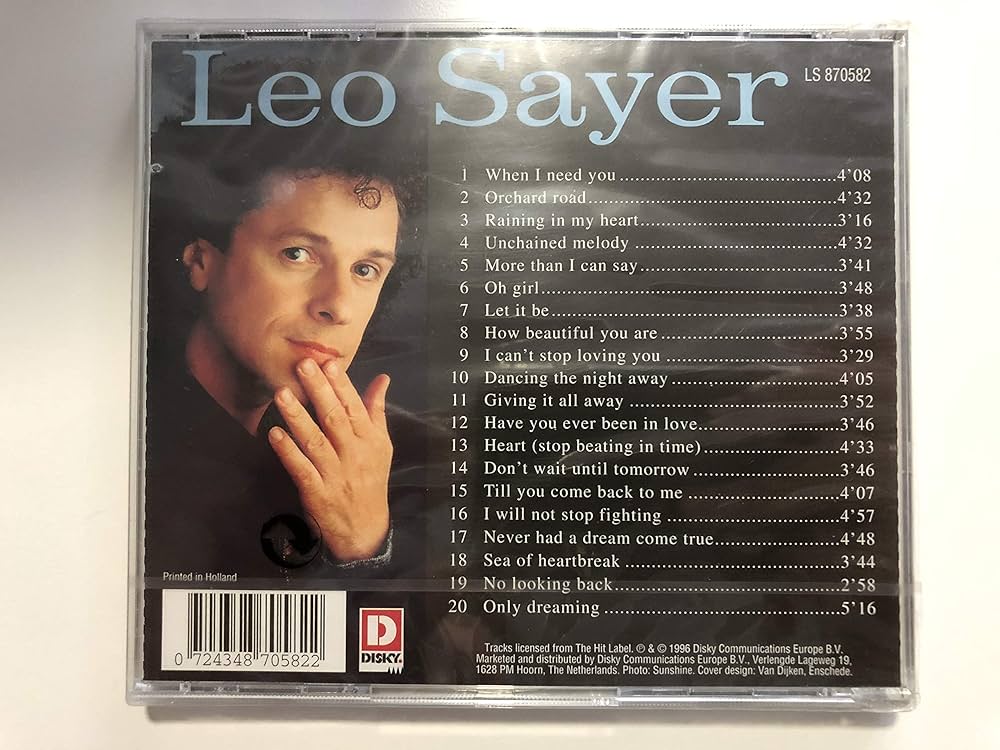 Leo Sayer
LS 870582
1 When I need you ........................ 4'08
2 Orchard road ........................ 4'32
3 Raining in my heart ........................ 3'16
4 Unchained melody ........................ 4'32
5 More than I can say ........................ 3'41
6 Oh girl ........................ 3'48
7 Let it be ........................ 3'38
8 How beautiful you are ........................ 3'55
9 I can't stop loving you ........................ 3'29
10 Dancing the night away ........................ 4'05
11 Giving it all away ........................ 3'52
12 Have you ever been in love ........................ 3'46
13 Heart (stop beating in time) ........................ 4'33
14 Don't wait until tomorrow ........................ 3'46
15 Till you come back to me ........................ 4'07
16 I will not stop fighting ........................ 4'57
17 Never had a dream come true ........................ 4'48
18 Sea of heartbreak ........................ 3'44
19 No looking back ........................ 2'58
20 Only dreaming ........................ 5'16
Printed in Holland
0 724348 705822
D
DISKY
Tracks licensed from The Hit Label. ℗ & © 1996 Disky Communications Europe B.V.
Marketed and distributed by Disky Communications Europe B.V., Verlengde Lageweg 19,
1628 PM Hoorn, The Netherlands. Photo: Sunshine. Cover design: Van Dijken, Enschede.